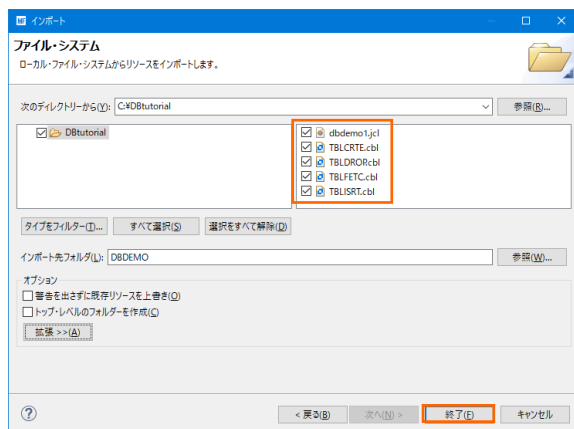 MF インポート
ファイル・システム
ローカル・ファイル・システムからリソースをインポートします。
次のディレクトリーから(Y): C:¥DBtutorial 参照(R)...
DBtutorial
dbdemo1.jcl
TBLCRTE.cbl
TBLDROP.cbl
TBLFETC.cbl
TBLISRT.cbl
タイプをフィルター(T)... すべて選択(S) 選択をすべて解除(D)
インポート先フォルダ(L): DBDEMO 参照(W)...
オプション
警告を出さずに既存リソースを上書き(O)
トップ・レベルのフォルダーを作成(C)
拡張 >>(A)
? < 戻る(B) 次へ(N) > 終了(F) キャンセル